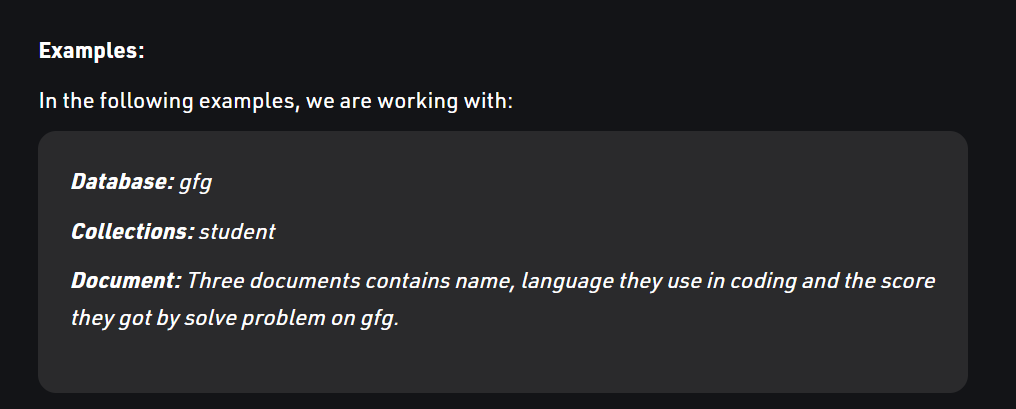 Examples:
In the following examples, we are working with:
Database: gfg
Collections: student
Document: Three documents contains name, language they use in coding and the score
they got by solve problem on gfg.